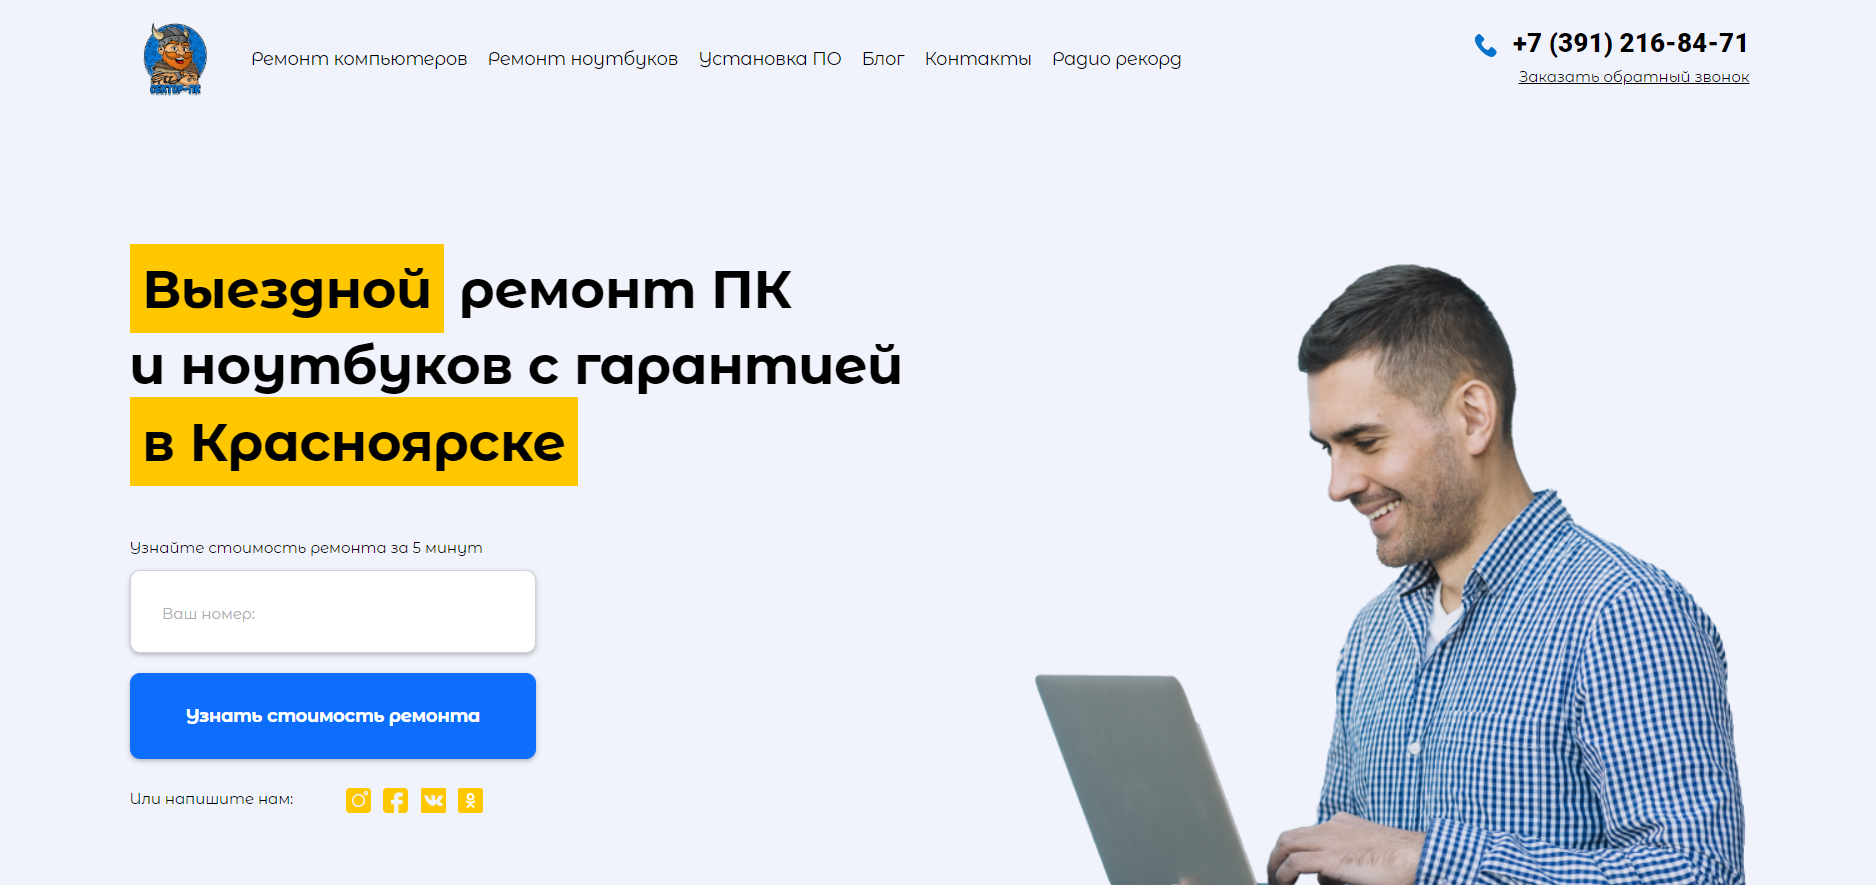 СЕКТОР-ПК
Ремонт компьютеров Ремонт ноутбуков Установка ПО Блог Контакты Радио рекорд
+7 (391) 216-84-71
Заказать обратный звонок
Выездной ремонт ПК
и ноутбуков с гарантией
в Красноярске
Узнайте стоимость ремонта за 5 минут
Ваш номер:
Узнать стоимость ремонта
Или напишите нам: